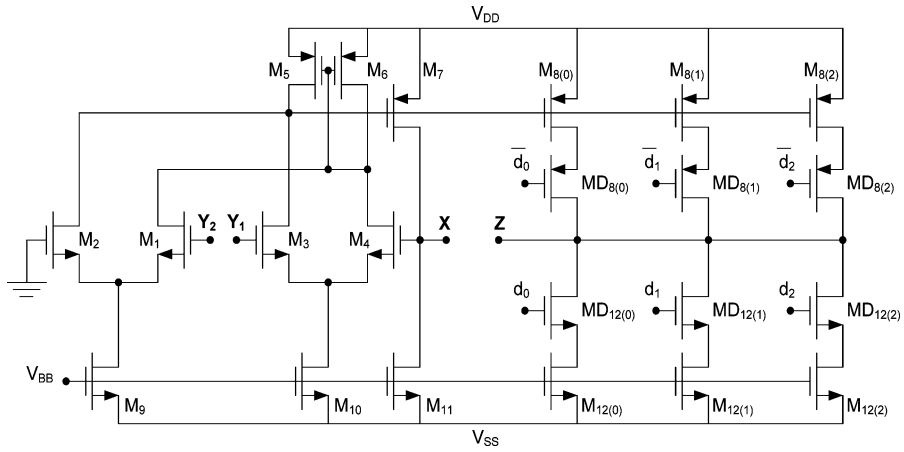 V_DD
M_5 M_6 M_7 M_8(0) M_8(1) M_8(2)
d̅_0 MD_8(0) d̅_1 MD_8(1) d̅_2 MD_8(2)
M_2 M_1 Y_2 Y_1 M_3 M_4 X Z
d_0 MD_12(0) d_1 MD_12(1) d_2 MD_12(2)
V_BB
M_9 M_10 M_11 M_12(0) M_12(1) M_12(2)
V_SS